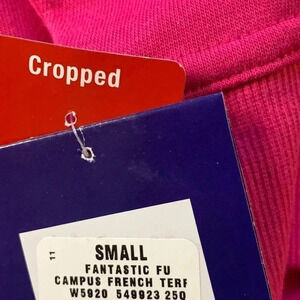 Cropped
11
SMALL
FANTASTIC FU
CAMPUS FRENCH TERF
W5920 549923 250